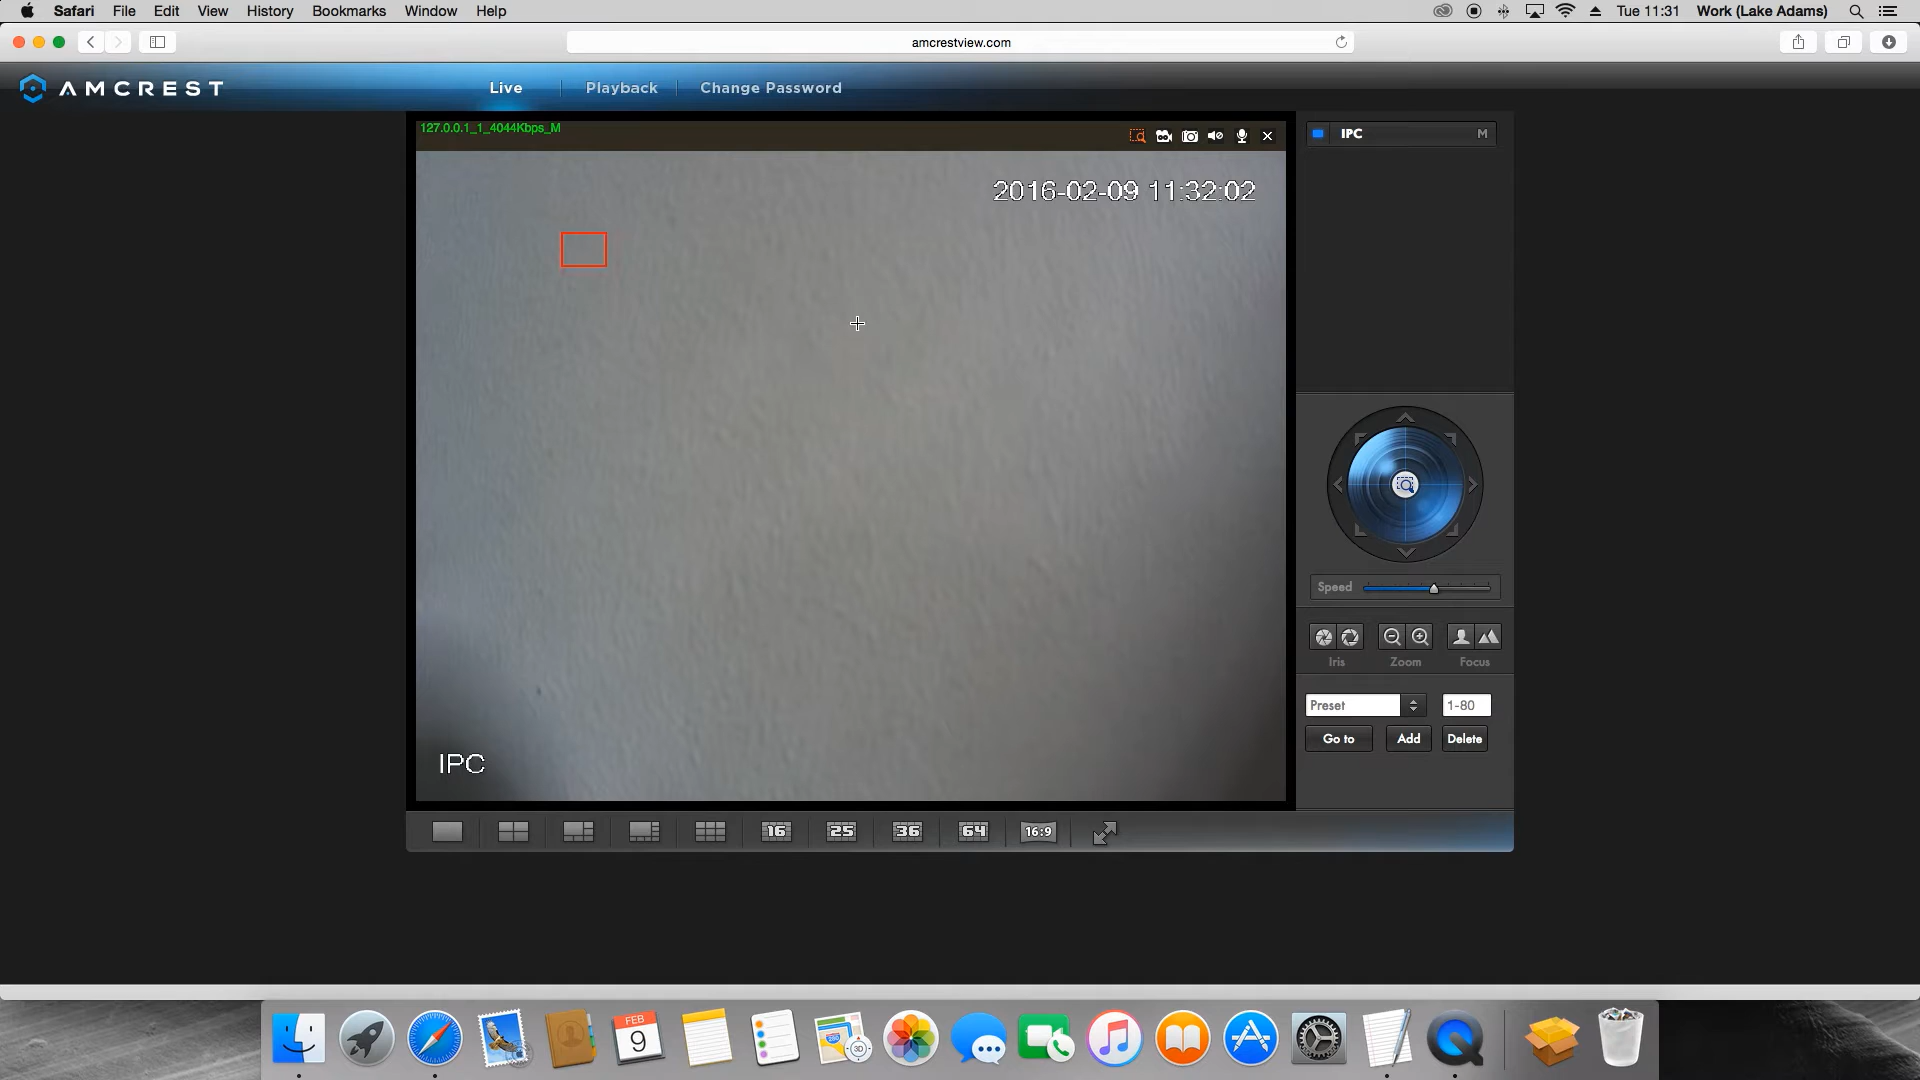 Safari File Edit View History Bookmarks Window Help Tue 11:31 Work (Lake Adams)
amcrestview.com
AMCREST Live Playback Change Password
127.0.0.1_1_4044Kbps_M
IPC M
2016-02-09 11:32:02
Speed
Iris Zoom Focus
Preset 1-80
Go to Add Delete
IPC
16 25 36 64 16:9
FEB
9
280
3D